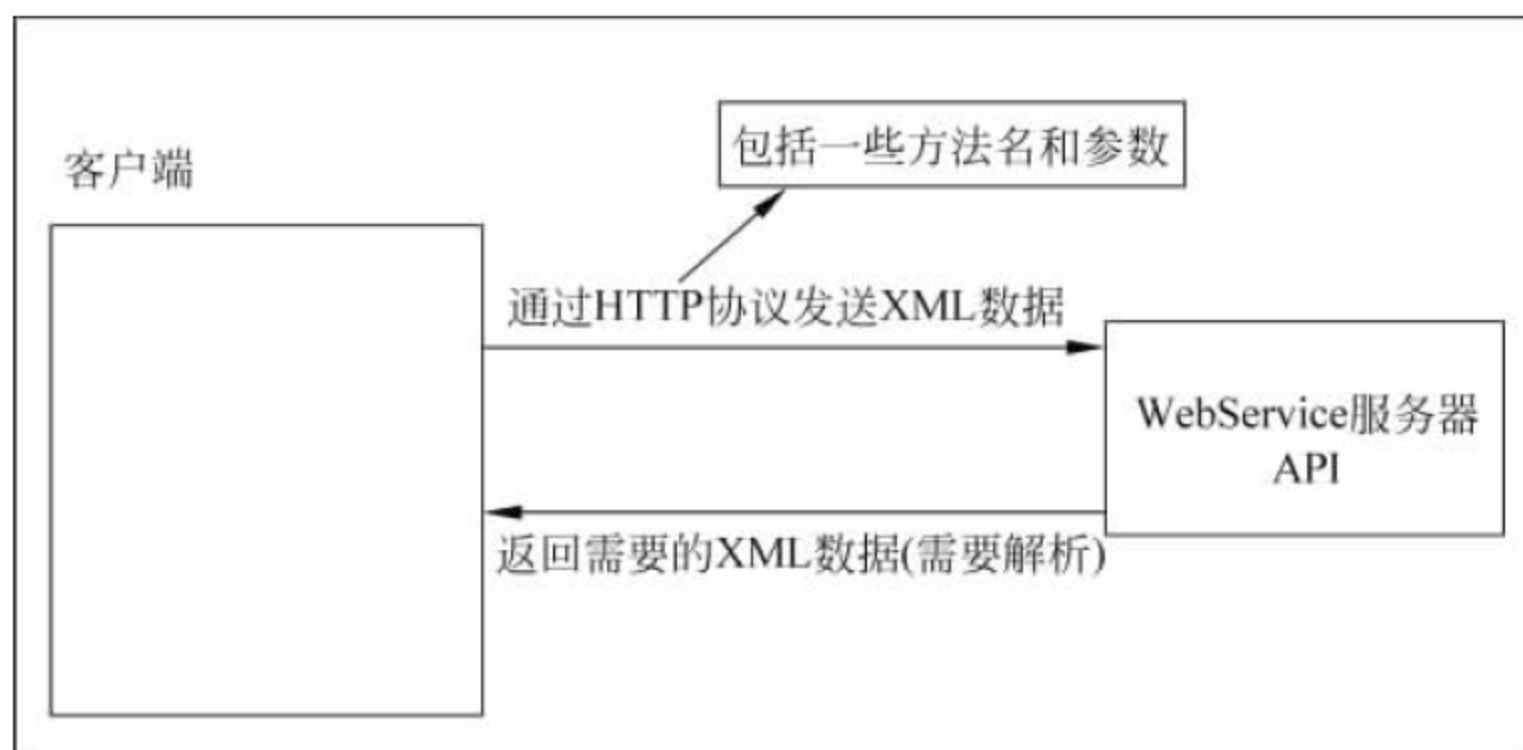 包括一些方法名和参数
客户端
通过HTTP协议发送XML数据
WebService服务器
API
返回需要的XML数据(需要解析)